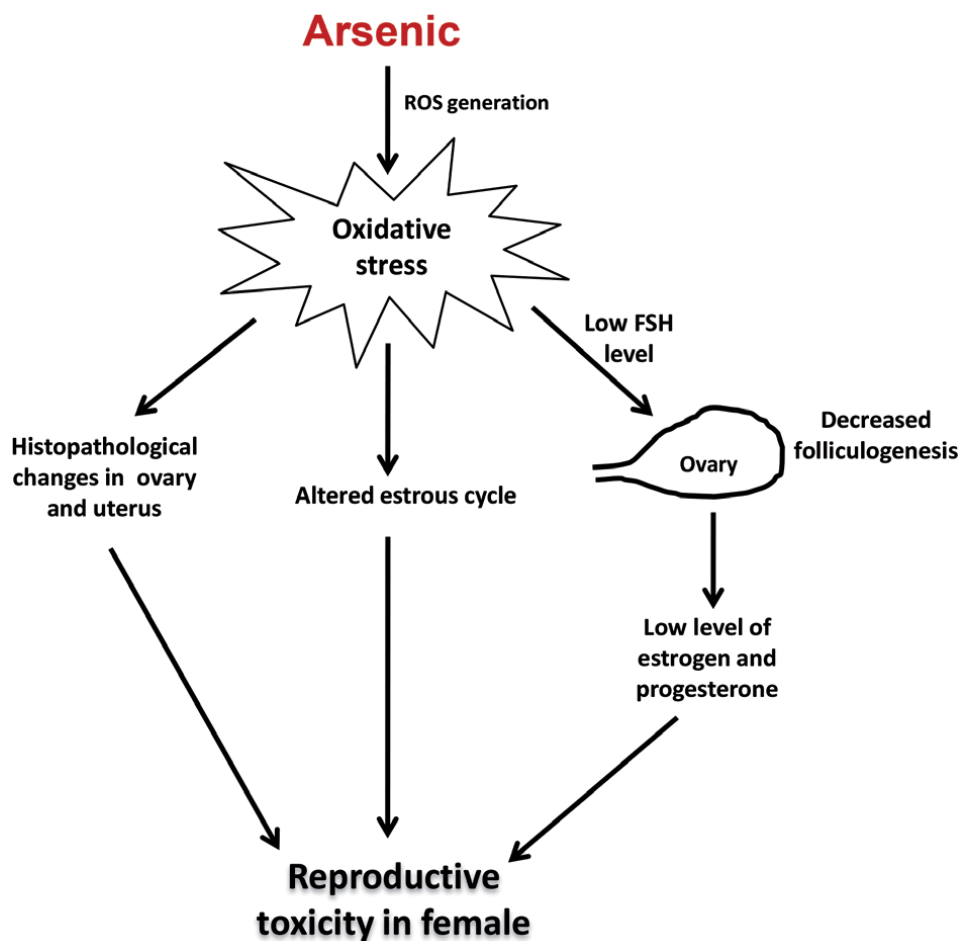 Arsenic
ROS generation
Oxidative
stress
Low FSH
level
Histopathological
changes in ovary
and uterus
Altered estrous cycle
Ovary
Decreased
folliculogenesis
Low level of
estrogen and
progesterone
Reproductive
toxicity in female